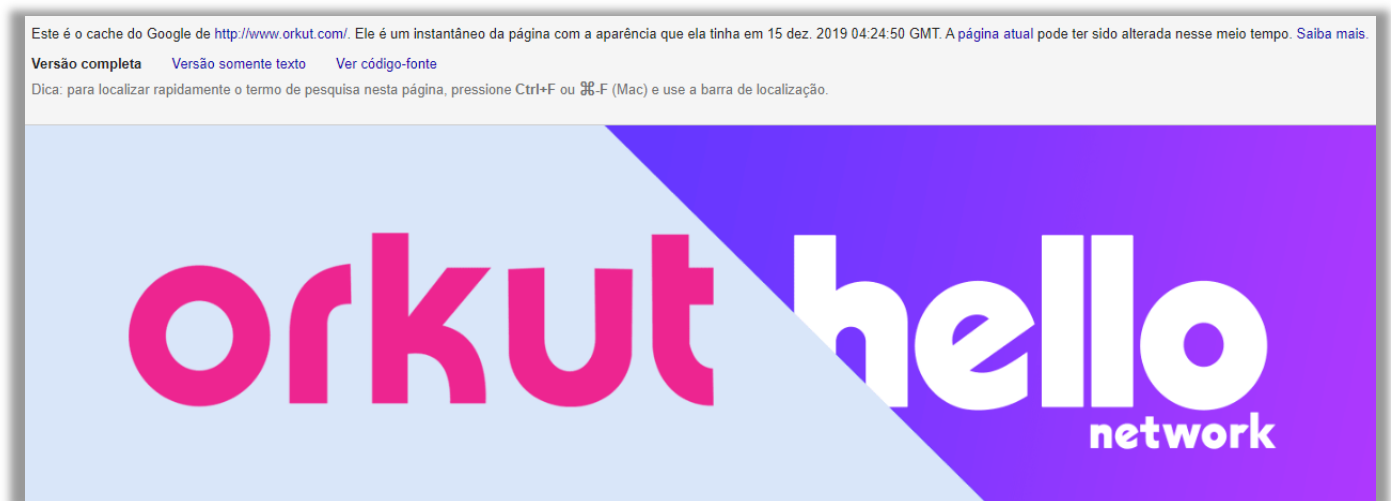 Este é o cache do Google de http://www.orkut.com/. Ele é um instantâneo da página com a aparência que ela tinha em 15 dez. 2019 04:24:50 GMT. A página atual pode ter sido alterada nesse meio tempo. Saiba mais.
Versão completa Versão somente texto Ver código-fonte
Dica: para localizar rapidamente o termo de pesquisa nesta página, pressione Ctrl+F ou ⌘-F (Mac) e use a barra de localização.
orkut hello
network